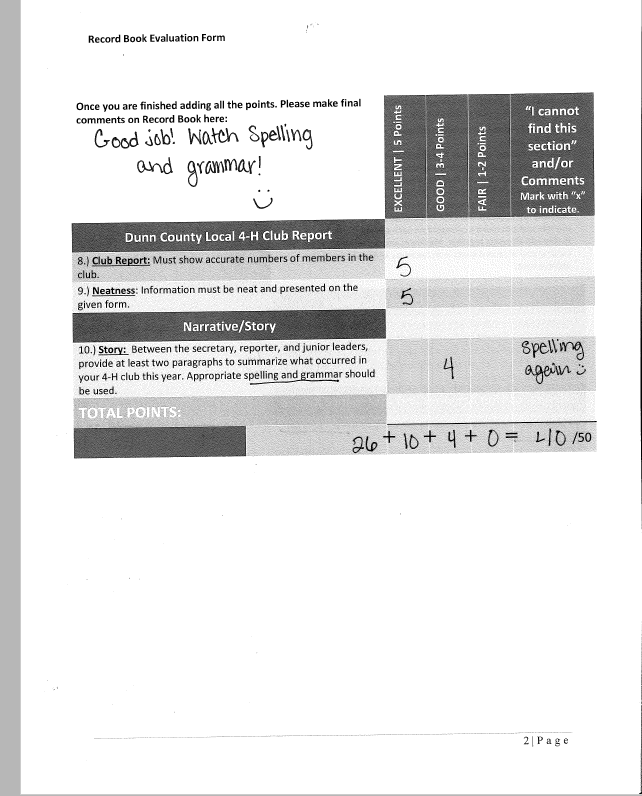 Record Book Evaluation Form
Once you are finished adding all the points. Please make final
comments on Record Book here:
Good job! Watch Spelling
and grammar!
EXCELLENT | 5 Points
GOOD | 3-4 Points
FAIR | 1-2 Points
"I cannot
find this
section"
and/or
Comments
Mark with "x"
to indicate.
Dunn County Local 4-H Club Report
8.) Club Report: Must show accurate numbers of members in the
club.
5
9.) Neatness: Information must be neat and presented on the
given form.
5
Narrative/Story
10.) Story: Between the secretary, reporter, and junior leaders,
provide at least two paragraphs to summarize what occurred in
your 4-H club this year. Appropriate spelling and grammar should
be used.
4
Spelling
again
TOTAL POINTS:
26 + 10 + 4 + 0 = 40 /50
2 | Page